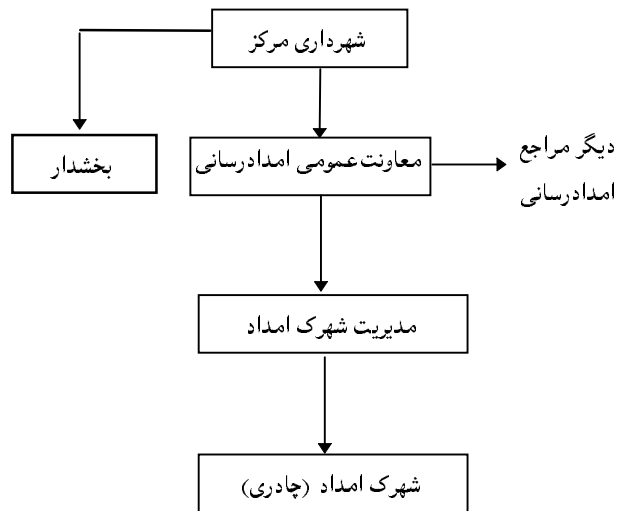 شهرداری مرکز
دیگر مراجع
امدادرسانی
معاونت عمومی امدادرسانی
بخشدار
مدیریت شهرک امداد
شهرک امداد (چادری)